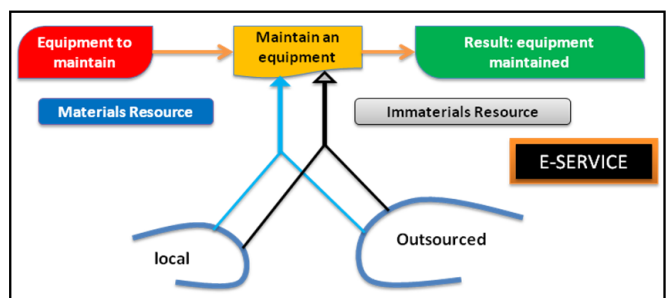 Equipment to
maintain
Maintain an
equipment
Result: equipment
maintained
Materials Resource
Immaterials Resource
E-SERVICE
local
Outsourced